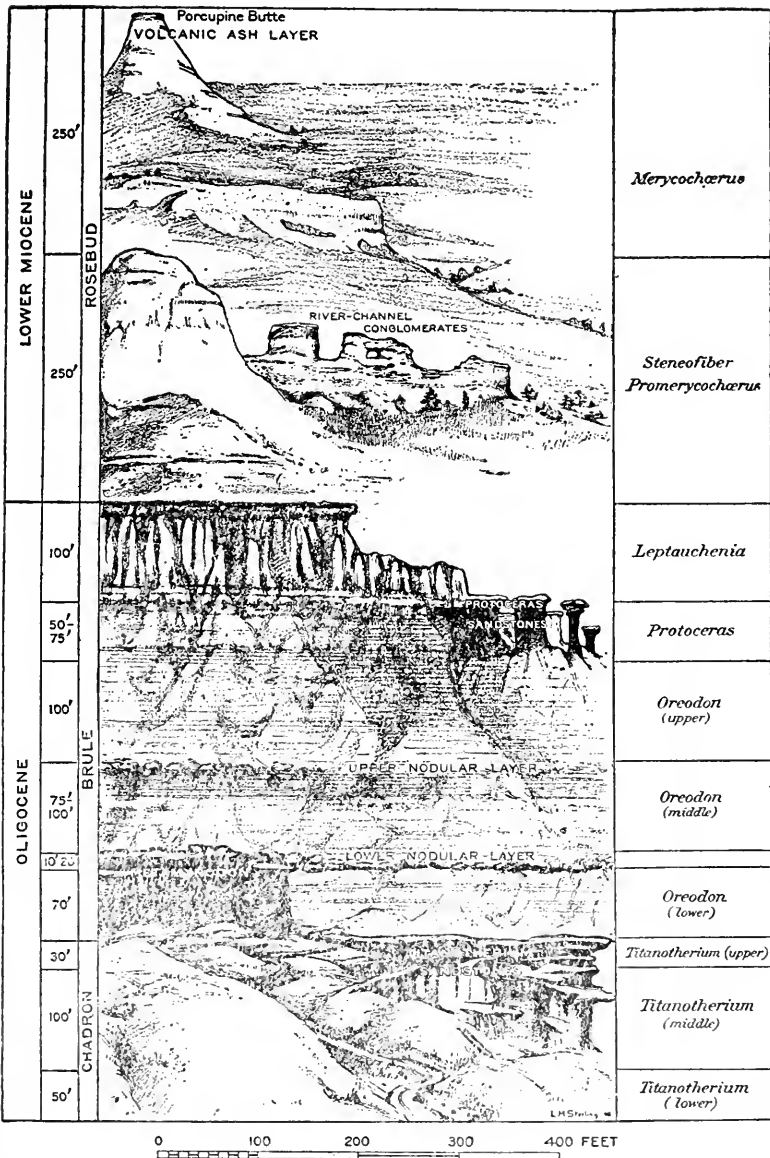 Porcupine Butte
VOLCANIC ASH LAYER
LOWER MIOCENE
ROSEBUD
250'
Merycochœrus
RIVER-CHANNEL
CONGLOMERATES
250'
Steneofiber
Promerycochœrus
OLIGOCENE
BRULE
100'
Leptauchenia
50'-
75'
PROTOCERAS
SANDSTONES
Protoceras
100'
Oreodon
(upper)
UPPER NODULAR LAYER
75'
100'
Oreodon
(middle)
10'20
LOWER NODULAR LAYER
70'
Oreodon
(lower)
CHADRON
30'
Titanotherium (upper)
100'
Titanotherium
(middle)
50'
Titanotherium
(lower)
0 100 200 300 400 FEET